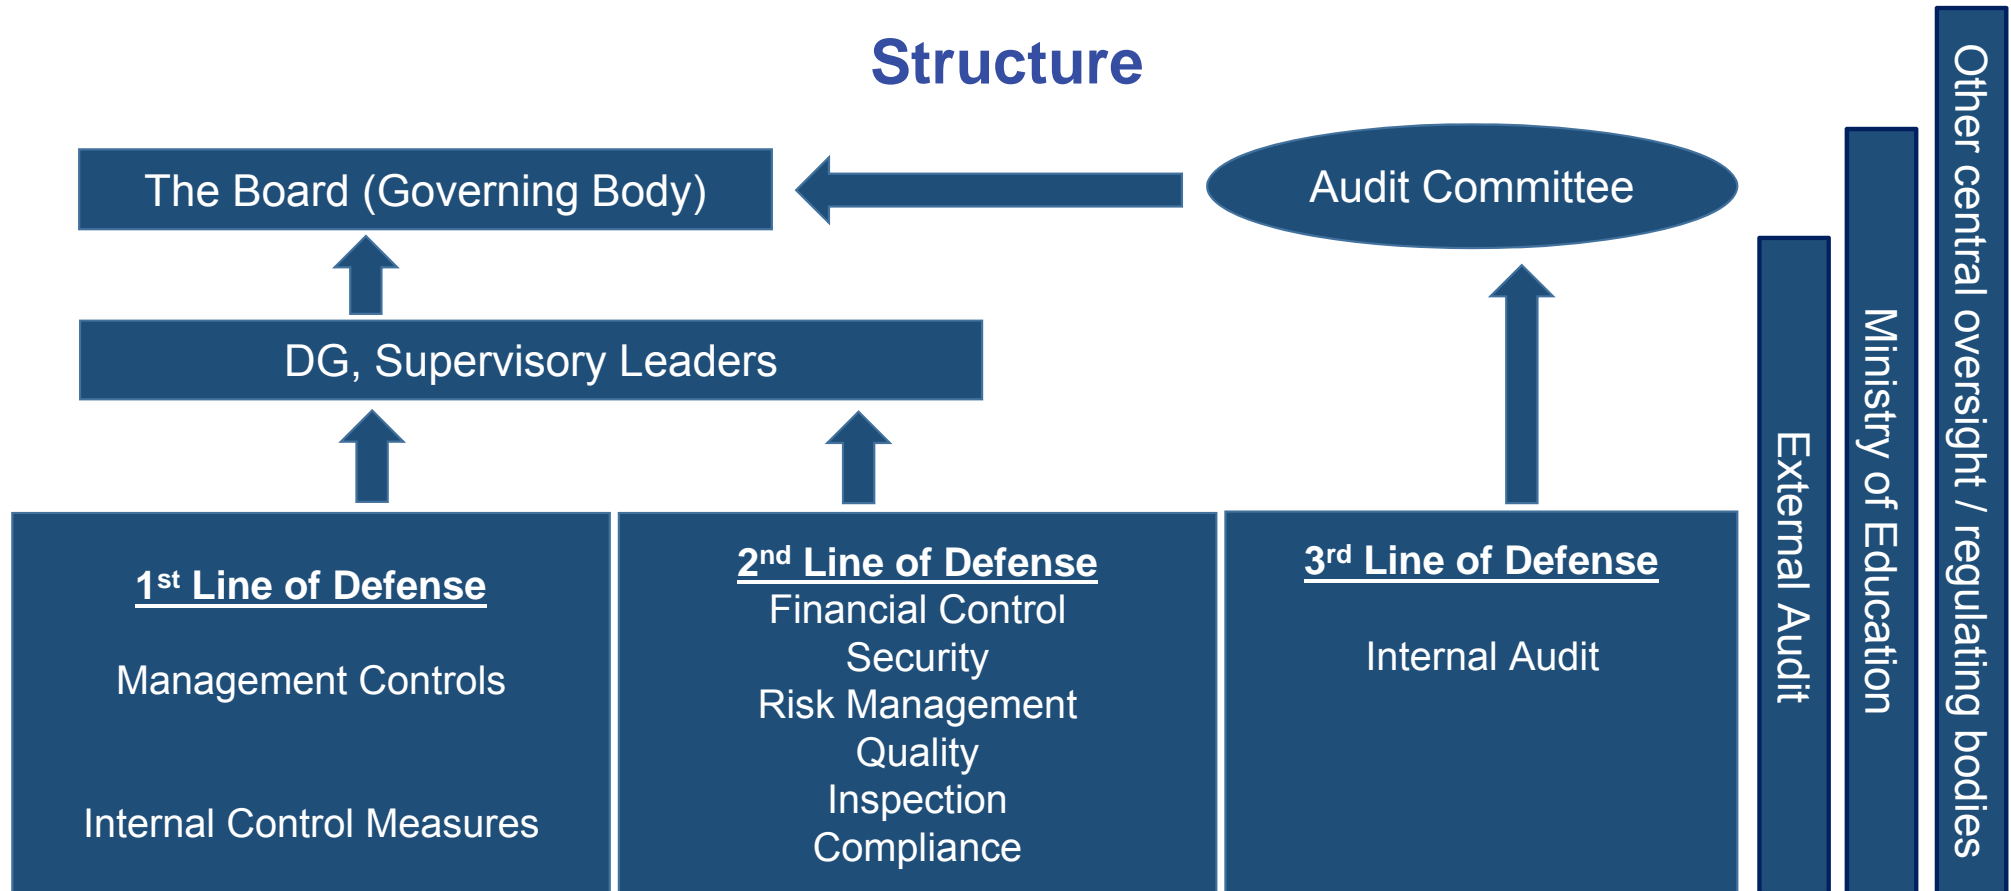 Structure
The Board (Governing Body)
Audit Committee
DG, Supervisory Leaders
1st Line of Defense
Management Controls
Internal Control Measures
2nd Line of Defense
Financial Control
Security
Risk Management
Quality
Inspection
Compliance
3rd Line of Defense
Internal Audit
External Audit
Ministry of Education
Other central oversight / regulating bodies